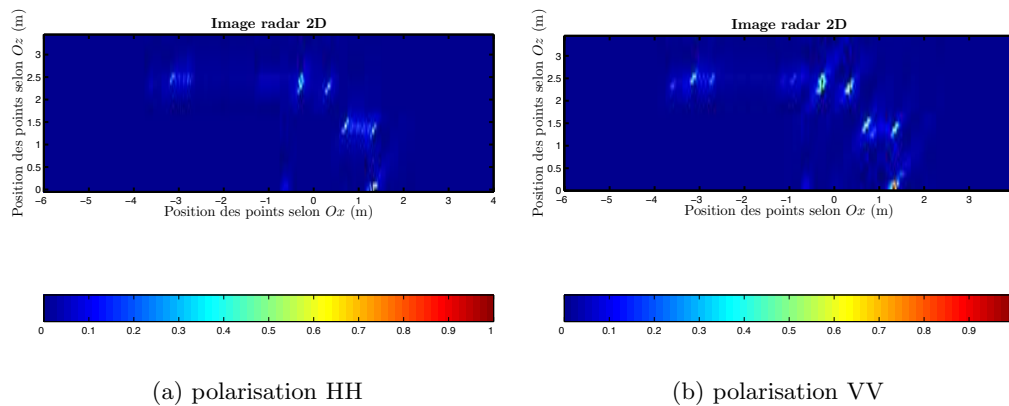 Image radar 2D
Position des points selon Oz (m)
3
2.5
2
1.5
1
0.5
0
−6 −5 −4 −3 −2 −1 0 1 2 3 4
Position des points selon Ox (m)
0 0.1 0.2 0.3 0.4 0.5 0.6 0.7 0.8 0.9 1
(a) polarisation HH
Image radar 2D
Position des points selon Oz (m)
3
2.5
2
1.5
1
0.5
0
−6 −5 −4 −3 −2 −1 0 1 2 3
Position des points selon Ox (m)
0 0.1 0.2 0.3 0.4 0.5 0.6 0.7 0.8 0.9
(b) polarisation VV